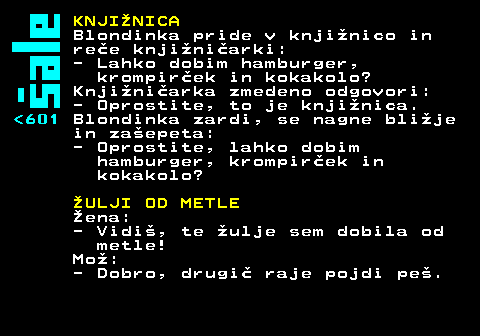 Šale
<601
KNJIŽNICA
Blondinka pride v knjižnico in
reče knjižničarki:
- Lahko dobim hamburger,
krompirček in kokakolo?
Knjižničarka zmedeno odgovori:
- Oprostite, to je knjižnica.
Blondinka zardi, se nagne bližje
in zašepeta:
- Oprostite, lahko dobim
hamburger, krompirček in
kokakolo?
ŽULJI OD METLE
Žena:
- Vidiš, te žulje sem dobila od
metle!
Mož:
- Dobro, drugič raje pojdi peš.